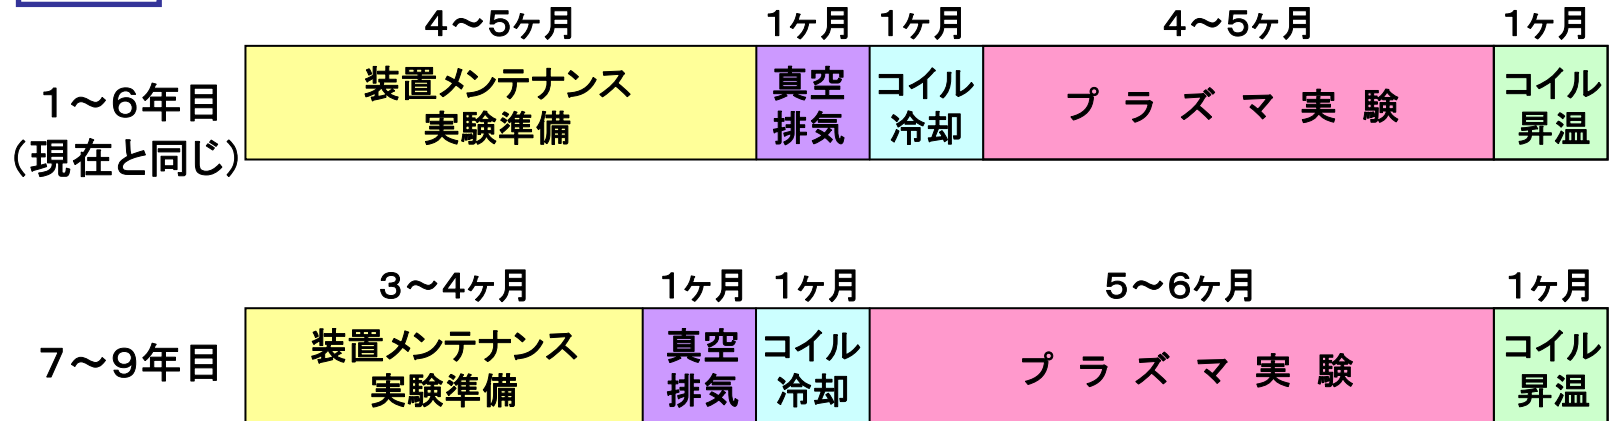 4～5ヶ月 1ヶ月 1ヶ月 4～5ヶ月 1ヶ月
1～6年目
（現在と同じ）
装置メンテナンス
実験準備
真空
排気
コイル
冷却
プラズマ実験
コイル
昇温
3～4ヶ月 1ヶ月 1ヶ月 5～6ヶ月 1ヶ月
7～9年目
装置メンテナンス
実験準備
真空
排気
コイル
冷却
プラズマ実験
コイル
昇温